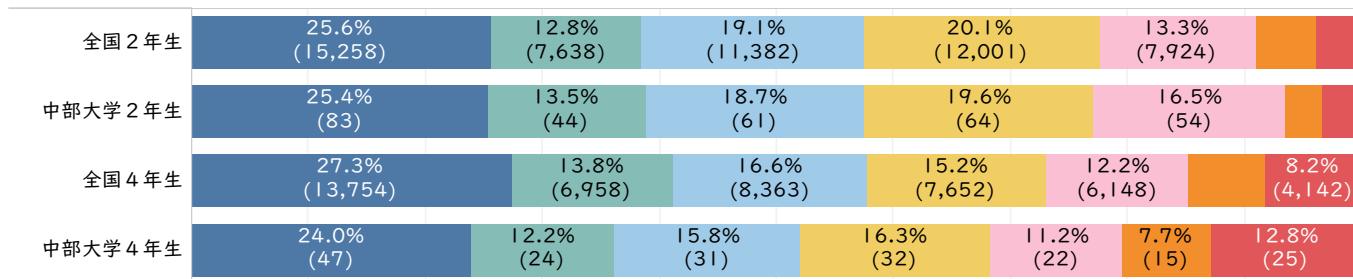 全国２年生
25.6% 12.8% 19.1% 20.1% 13.3%
(15,258) (7,638) (11,382) (12,001) (7,924)
中部大学２年生
25.4% 13.5% 18.7% 19.6% 16.5%
(83) (44) (61) (64) (54)
全国４年生
27.3% 13.8% 16.6% 15.2% 12.2% 8.2%
(13,754) (6,958) (8,363) (7,652) (6,148) (4,142)
中部大学４年生
24.0% 12.2% 15.8% 16.3% 11.2% 7.7% 12.8%
(47) (24) (31) (32) (22) (15) (25)